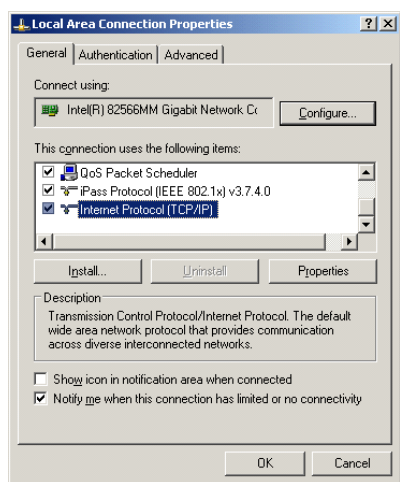 Local Area Connection Properties
General Authentication Advanced
Connect using:
Intel(R) 82566MM Gigabit Network Co
Configure...
This connection uses the following items:
QoS Packet Scheduler
iPass Protocol (IEEE 802.1x) v3.7.4.0
Internet Protocol (TCP/IP)
Install... Uninstall Properties
Description
Transmission Control Protocol/Internet Protocol. The default
wide area network protocol that provides communication
across diverse interconnected networks.
Show icon in notification area when connected
Notify me when this connection has limited or no connectivity
OK Cancel